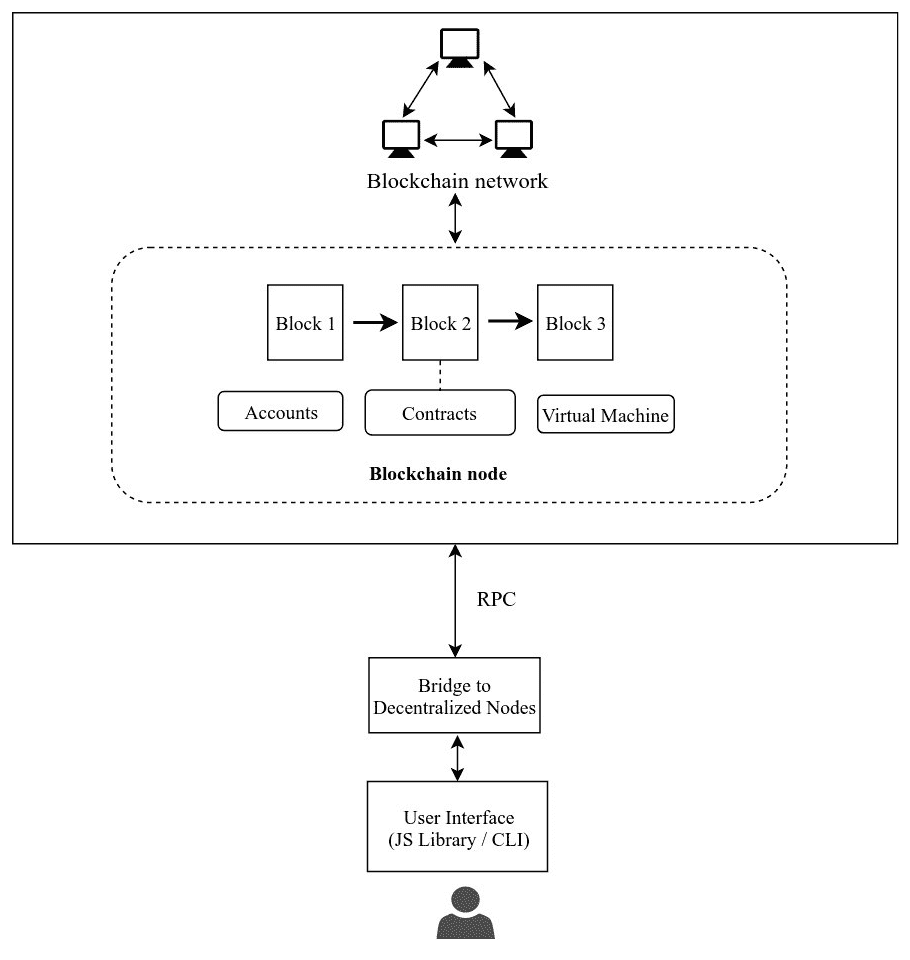 Blockchain network
Block 1
Block 2
Block 3
Accounts
Contracts
Virtual Machine
Blockchain node
RPC
Bridge to
Decentralized Nodes
User Interface
(JS Library / CLI)